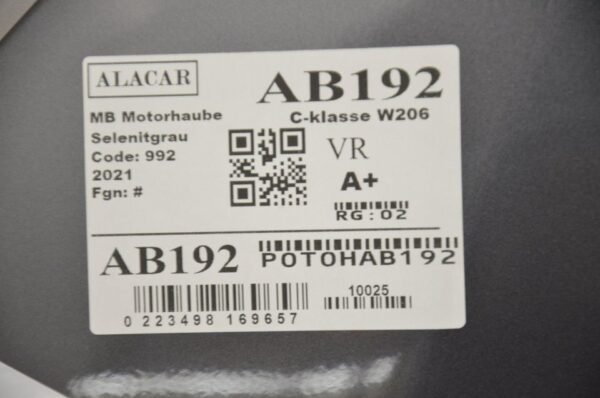 ALACAR
AB192
MB Motorhaube
C-klasse W206
Selenitgrau
Code: 992
2021
Fgn: #
VR
A+
RG:02
AB192
POTOHAB192
0 223498 169657
10025